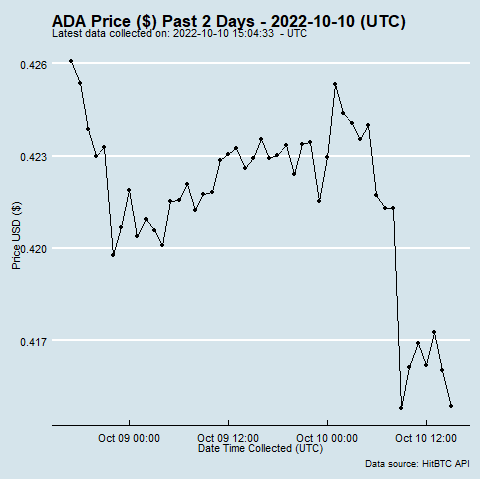 ADA Price ($) Past 2 Days - 2022-10-10 (UTC)
Latest data collected on: 2022-10-10 15:04:33 - UTC
0.426
0.423
0.420
0.417
Price USD ($)
Oct 09 00:00 Oct 09 12:00 Oct 10 00:00 Oct 10 12:00
Date Time Collected (UTC)
Data source: HitBTC API